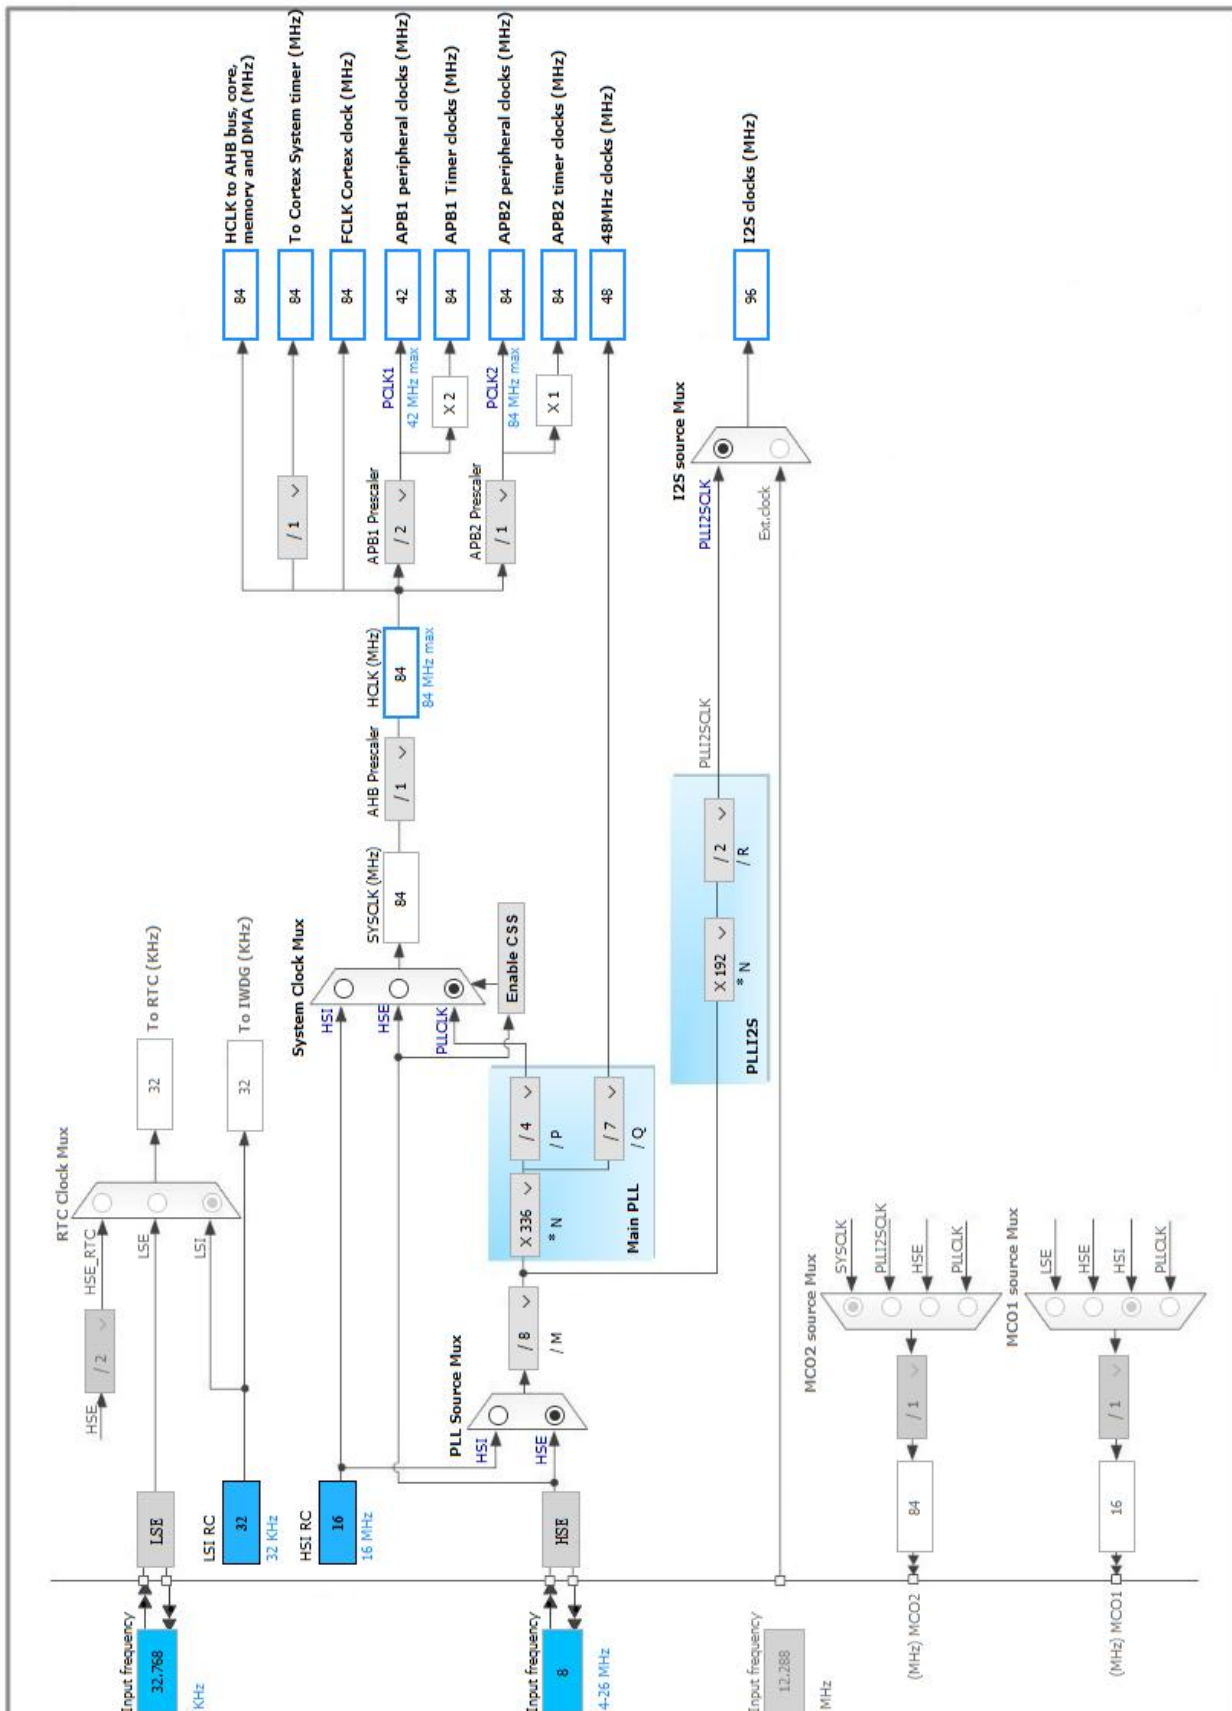 Input frequency
32.768
KHz
LSE
HSE
/ 2
HSE_RTC
LSE
LSI
RTC Clock Mux
32
To RTC (KHz)
LSI RC
32
32 KHz
32
To IWDG (KHz)
HSI RC
16
16 MHz
System Clock Mux
HSI
HSE
PLLCLK
Enable CSS
SYSCLK (MHz)
84
AHB Prescaler
/ 1
HCLK (MHz)
84
84 MHz max
84
HCLK to AHB bus, core,
memory and DMA (MHz)
/ 1
84
To Cortex System timer (MHz)
84
FCLK Cortex clock (MHz)
APB1 Prescaler
/ 2
PCLK1
42 MHz max
42
APB1 peripheral clocks (MHz)
X 2
84
APB1 Timer clocks (MHz)
APB2 Prescaler
/ 1
PCLK2
84 MHz max
84
APB2 peripheral clocks (MHz)
X 1
84
APB2 timer clocks (MHz)
48
48MHz clocks (MHz)
Input frequency
8
4-26 MHz
HSE
PLL Source Mux
HSI
HSE
/ 8
/ M
X 336
* N
/ 4
/ P
/ 7
/ Q
Main PLL
X 192
* N
/ 2
/ R
PLLI2S
PLLI2SCLK
I2S source Mux
PLLI2SCLK
Ext.clock
96
I2S clocks (MHz)
Input frequency
12.288
MHz
MCO2 source Mux
SYSCLK
PLLI2SCLK
HSE
PLLCLK
/ 1
84
(MHz) MCO2
MCO1 source Mux
LSE
HSE
HSI
PLLCLK
/ 1
16
(MHz) MCO1